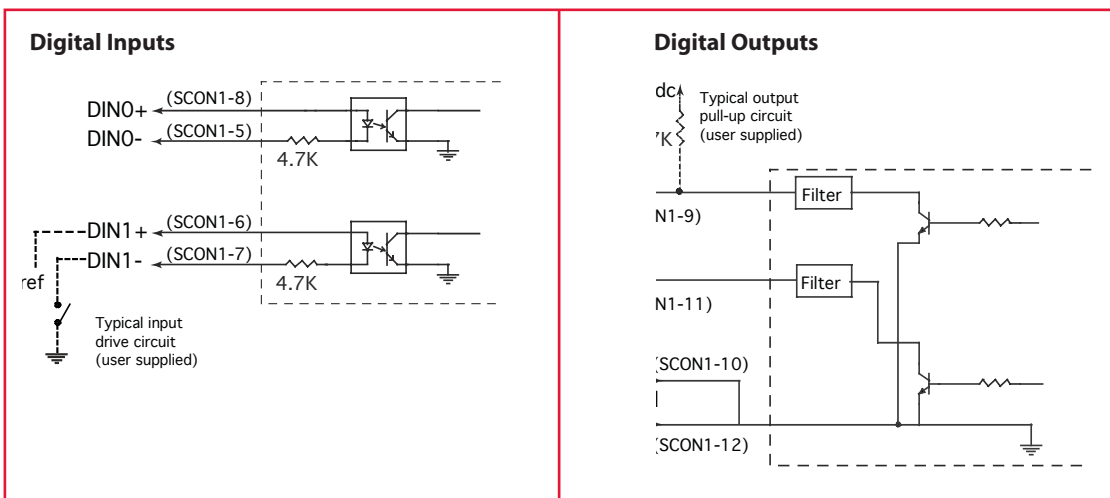 Digital Inputs
DIN0+ (SCON1-8)
DIN0- (SCON1-5)
4.7K
DIN1+ (SCON1-6)
DIN1- (SCON1-7)
4.7K
ref
Typical input
drive circuit
(user supplied)
Digital Outputs
dc
Typical output
pull-up circuit
(user supplied)
K
Filter
N1-9)
Filter
N1-11)
(SCON1-10)
(SCON1-12)